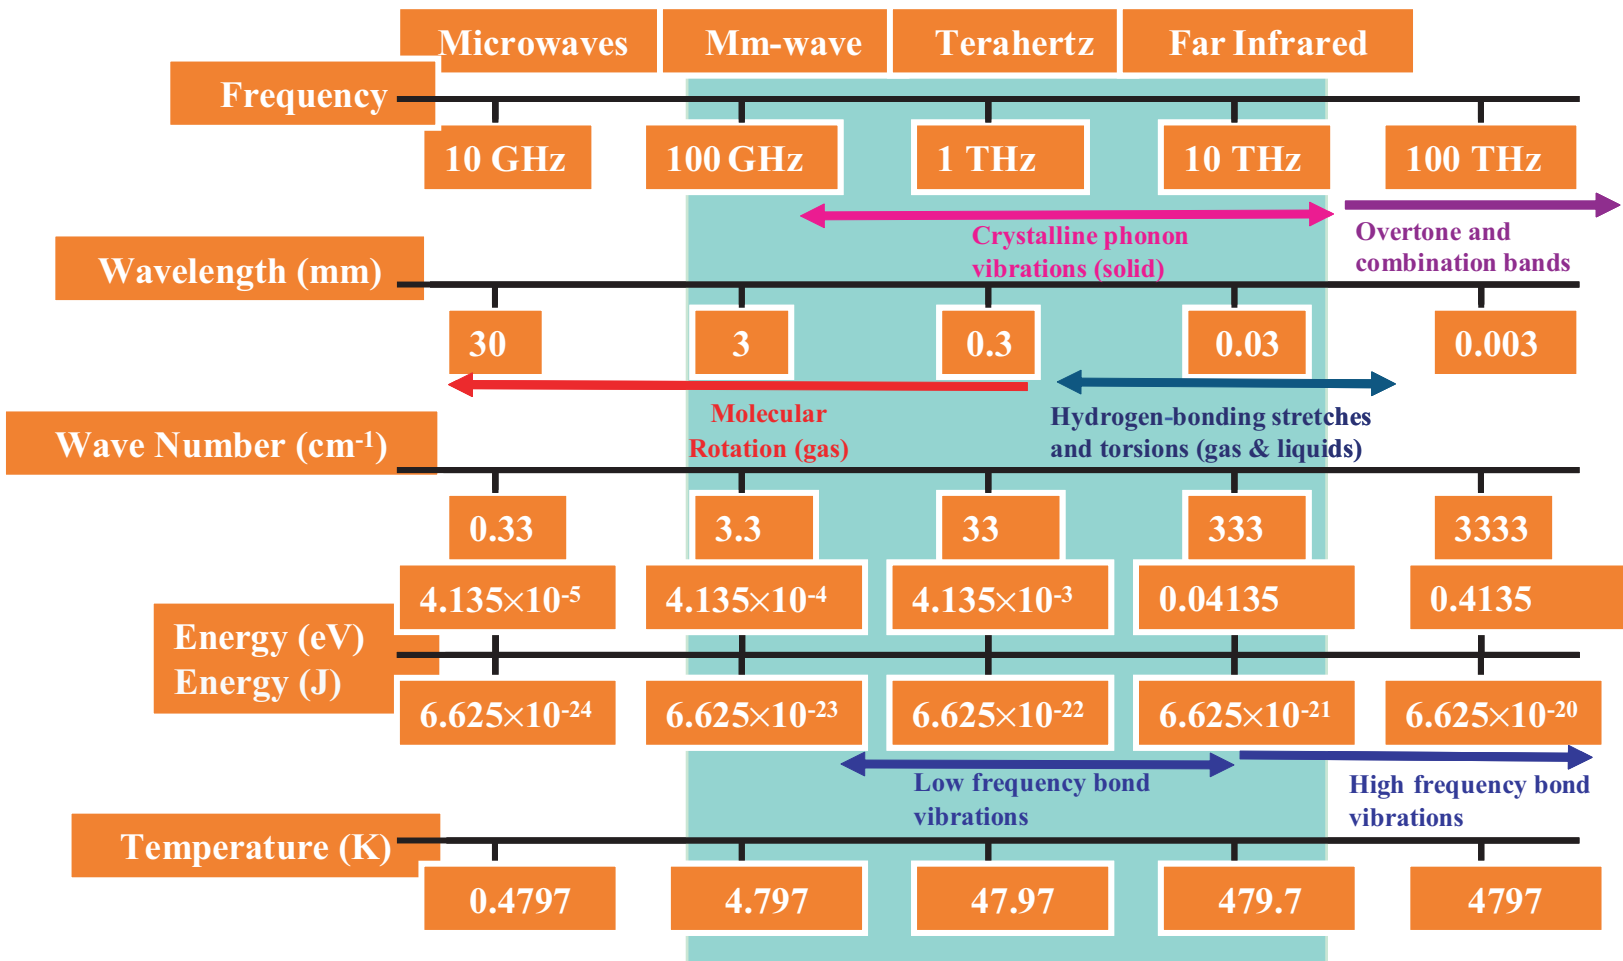 Microwaves Mm-wave Terahertz Far Infrared
Frequency
10 GHz 100 GHz 1 THz 10 THz 100 THz
Crystalline phonon
vibrations (solid)
Overtone and
combination bands
Wavelength (mm)
30 3 0.3 0.03 0.003
Molecular
Rotation (gas)
Hydrogen-bonding stretches
and torsions (gas & liquids)
Wave Number (cm⁻¹)
0.33 3.3 33 333 3333
4.135×10⁻⁵ 4.135×10⁻⁴ 4.135×10⁻³ 0.04135 0.4135
Energy (eV)
Energy (J)
6.625×10⁻²⁴ 6.625×10⁻²³ 6.625×10⁻²² 6.625×10⁻²¹ 6.625×10⁻²⁰
Low frequency bond
vibrations
High frequency bond
vibrations
Temperature (K)
0.4797 4.797 47.97 479.7 4797